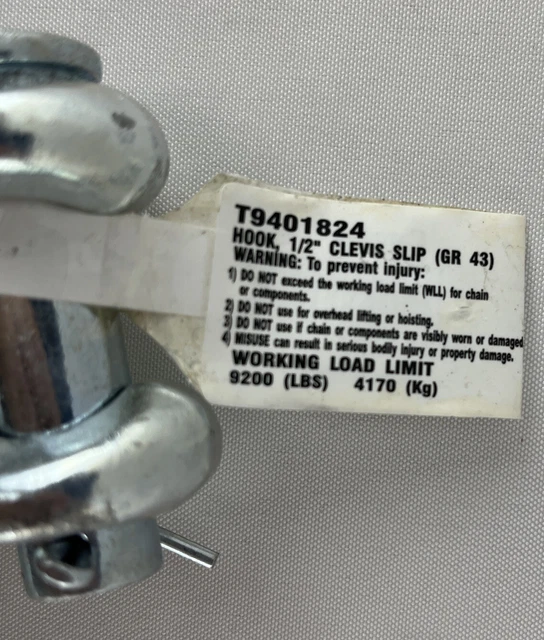 T9401824
HOOK, 1/2" CLEVIS SLIP (GR 43)
WARNING: To prevent injury:
1) DO NOT exceed the working load limit (WLL) for chain
or components.
2) DO NOT use for overhead lifting or hoisting.
3) DO NOT use if chain or components are visibly worn or damaged
4) MISUSE can result in serious bodily injury or property damage.
WORKING LOAD LIMIT
9200 (LBS) 4170 (Kg)